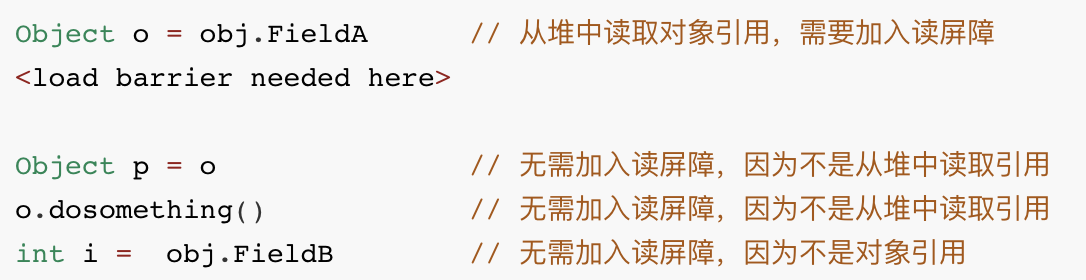 Object o = obj.FieldA // 从堆中读取对象引用，需要加入读屏障
<load barrier needed here>
Object p = o // 无需加入读屏障，因为不是从堆中读取引用
o.dosomething() // 无需加入读屏障，因为不是从堆中读取引用
int i =  obj.FieldB // 无需加入读屏障，因为不是对象引用